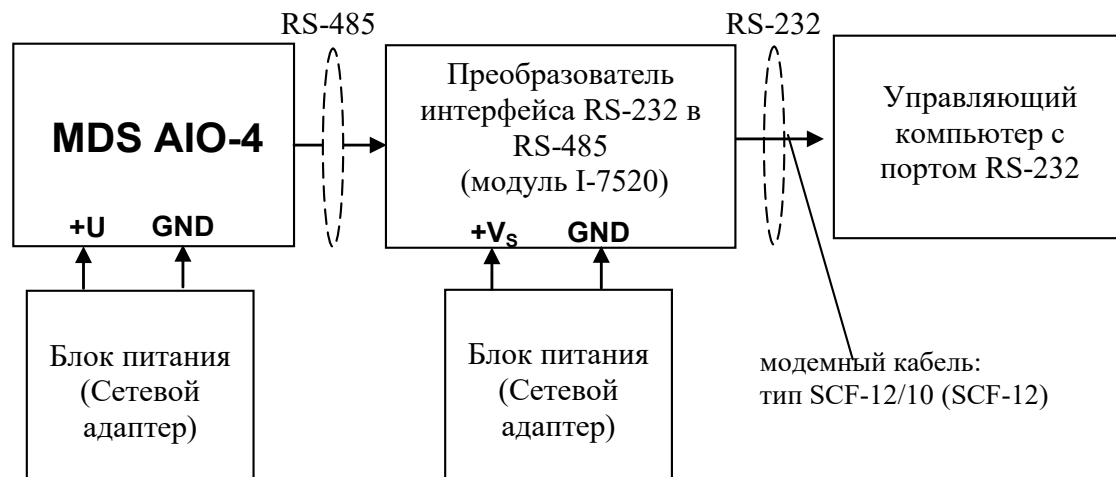 RS-485
RS-232
MDS AIO-4
+U GND
Преобразователь
интерфейса RS-232 в
RS-485
(модуль I-7520)
+VS GND
Управляющий
компьютер с
портом RS-232
Блок питания
(Сетевой
адаптер)
Блок питания
(Сетевой
адаптер)
модемный кабель:
тип SCF-12/10 (SCF-12)